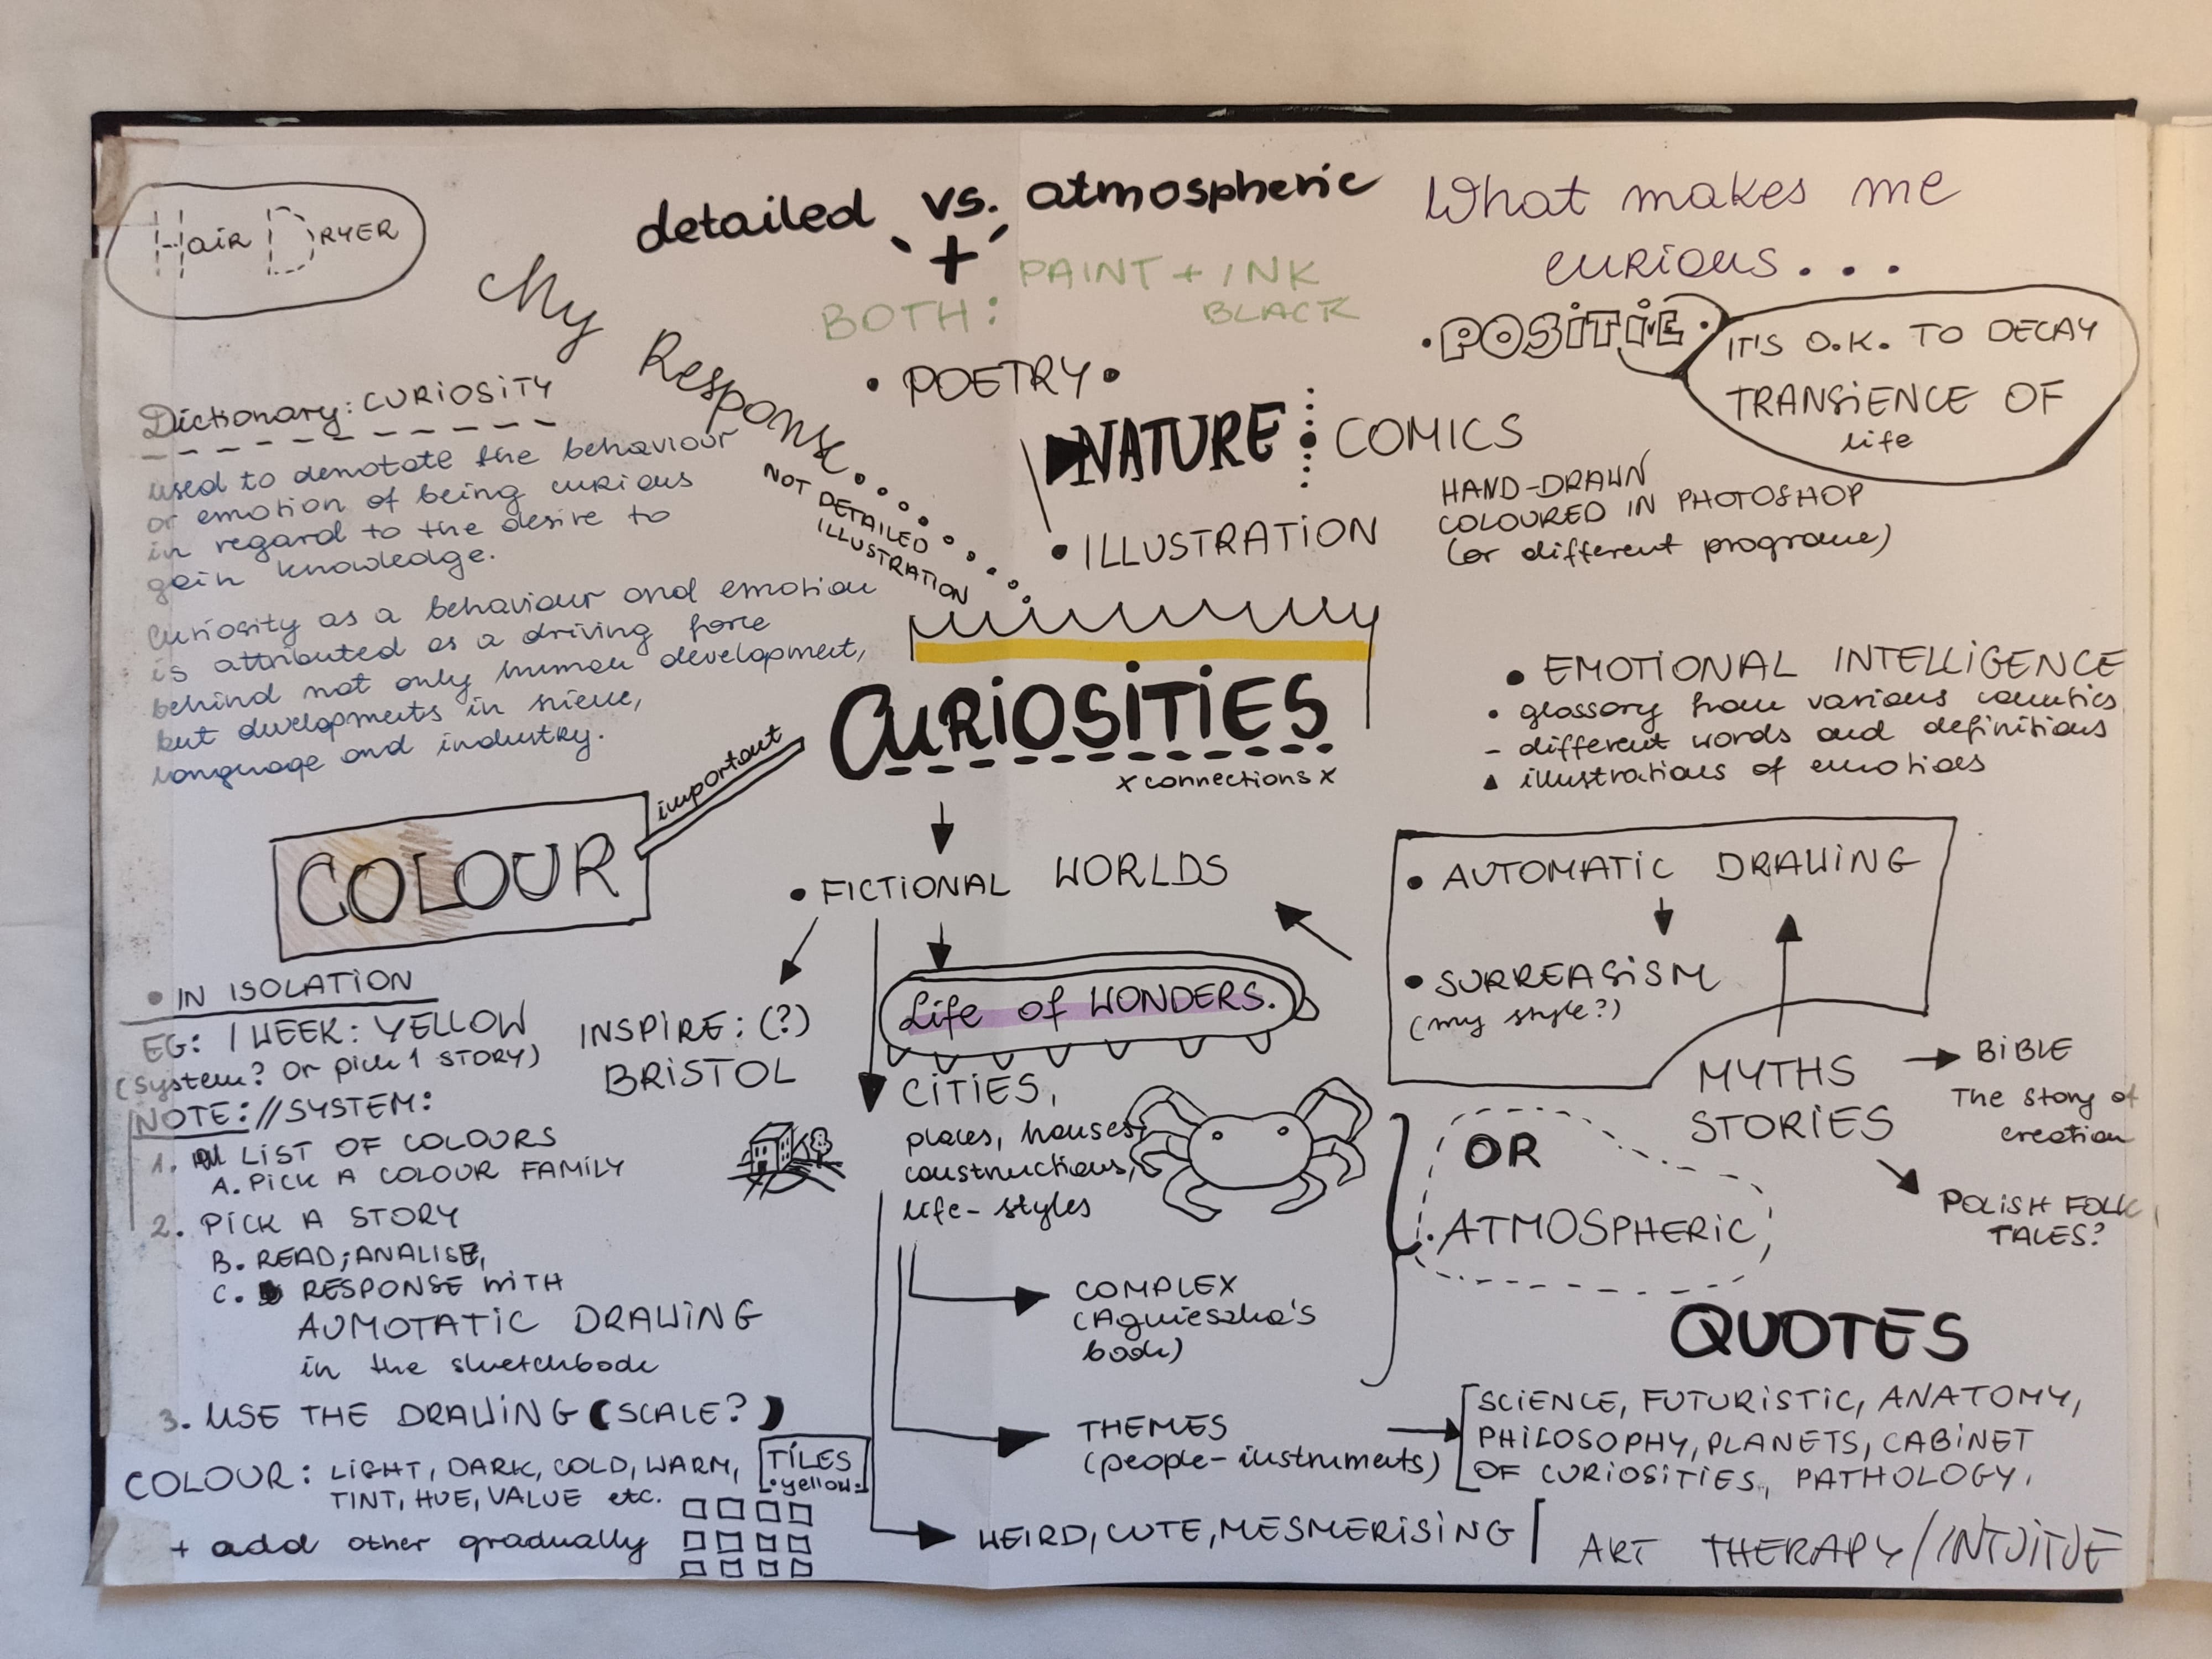 Hair Dryer
detailed vs. atmospheric
+
BOTH: PAINT + INK
BLACK
What makes me
curious...
My Response...
NOT DETAILED
ILLUSTRATION
• POETRY •
NATURE
COMICS
HAND-DRAWN
COLOURED IN PHOTOSHOP
(or different programe)
• ILLUSTRATION
• POSITIE •
IT'S O.K. TO DECAY
TRANSIENCE OF
life
Dictionary: CURIOSITY
used to denotate the behaviour
or emotion of being curious
in regard to the desire to
gain knowledge.
Curiosity as a behaviour and emotion
is attributed as a driving force
behind not only human development,
but developments in science,
language and industry.
CURIOSITIES
x connections x
important
COLOUR
• EMOTIONAL INTELLIGENCE
• glossary from various countries
- different words and definitions
▲ illustrations of emotions
• FICTIONAL WORLDS
Life of WONDERS.
INSPIRE: (?)
BRISTOL
CITIES,
places, houses,
constructions,
life-styles
• AUTOMATIC DRAWING
• SURREASISM
(my style?)
MYTHS
STORIES
BIBLE
The story of
creation
POLISH FOLK
TALES?
OR
• ATMOSPHERIC,
• IN ISOLATION
EG: 1 WEEK: YELLOW
(system? Or pick 1 STORY)
NOTE: // SYSTEM:
1. LIST OF COLOURS
A. PICK A COLOUR FAMILY
2. PICK A STORY
B. READ; ANALISE,
C. RESPONSE WITH
AUMOTATIC DRAWING
in the sketchbook
3. USE THE DRAWING (SCALE?)
COLOUR: LIGHT, DARK, COLD, WARM,
TINT, HUE, VALUE etc.
+ add other gradually
TILES
• yellow •
COMPLEX
(Agnieszka's
book)
THEMES
(people-instruments)
QUOTES
SCIENCE, FUTURISTIC, ANATOMY,
PHILOSOPHY, PLANETS, CABINET
OF CURIOSITIES, PATHOLOGY,
WEIRD, CUTE, MESMERISING
ART THERAPY/INTUITUE